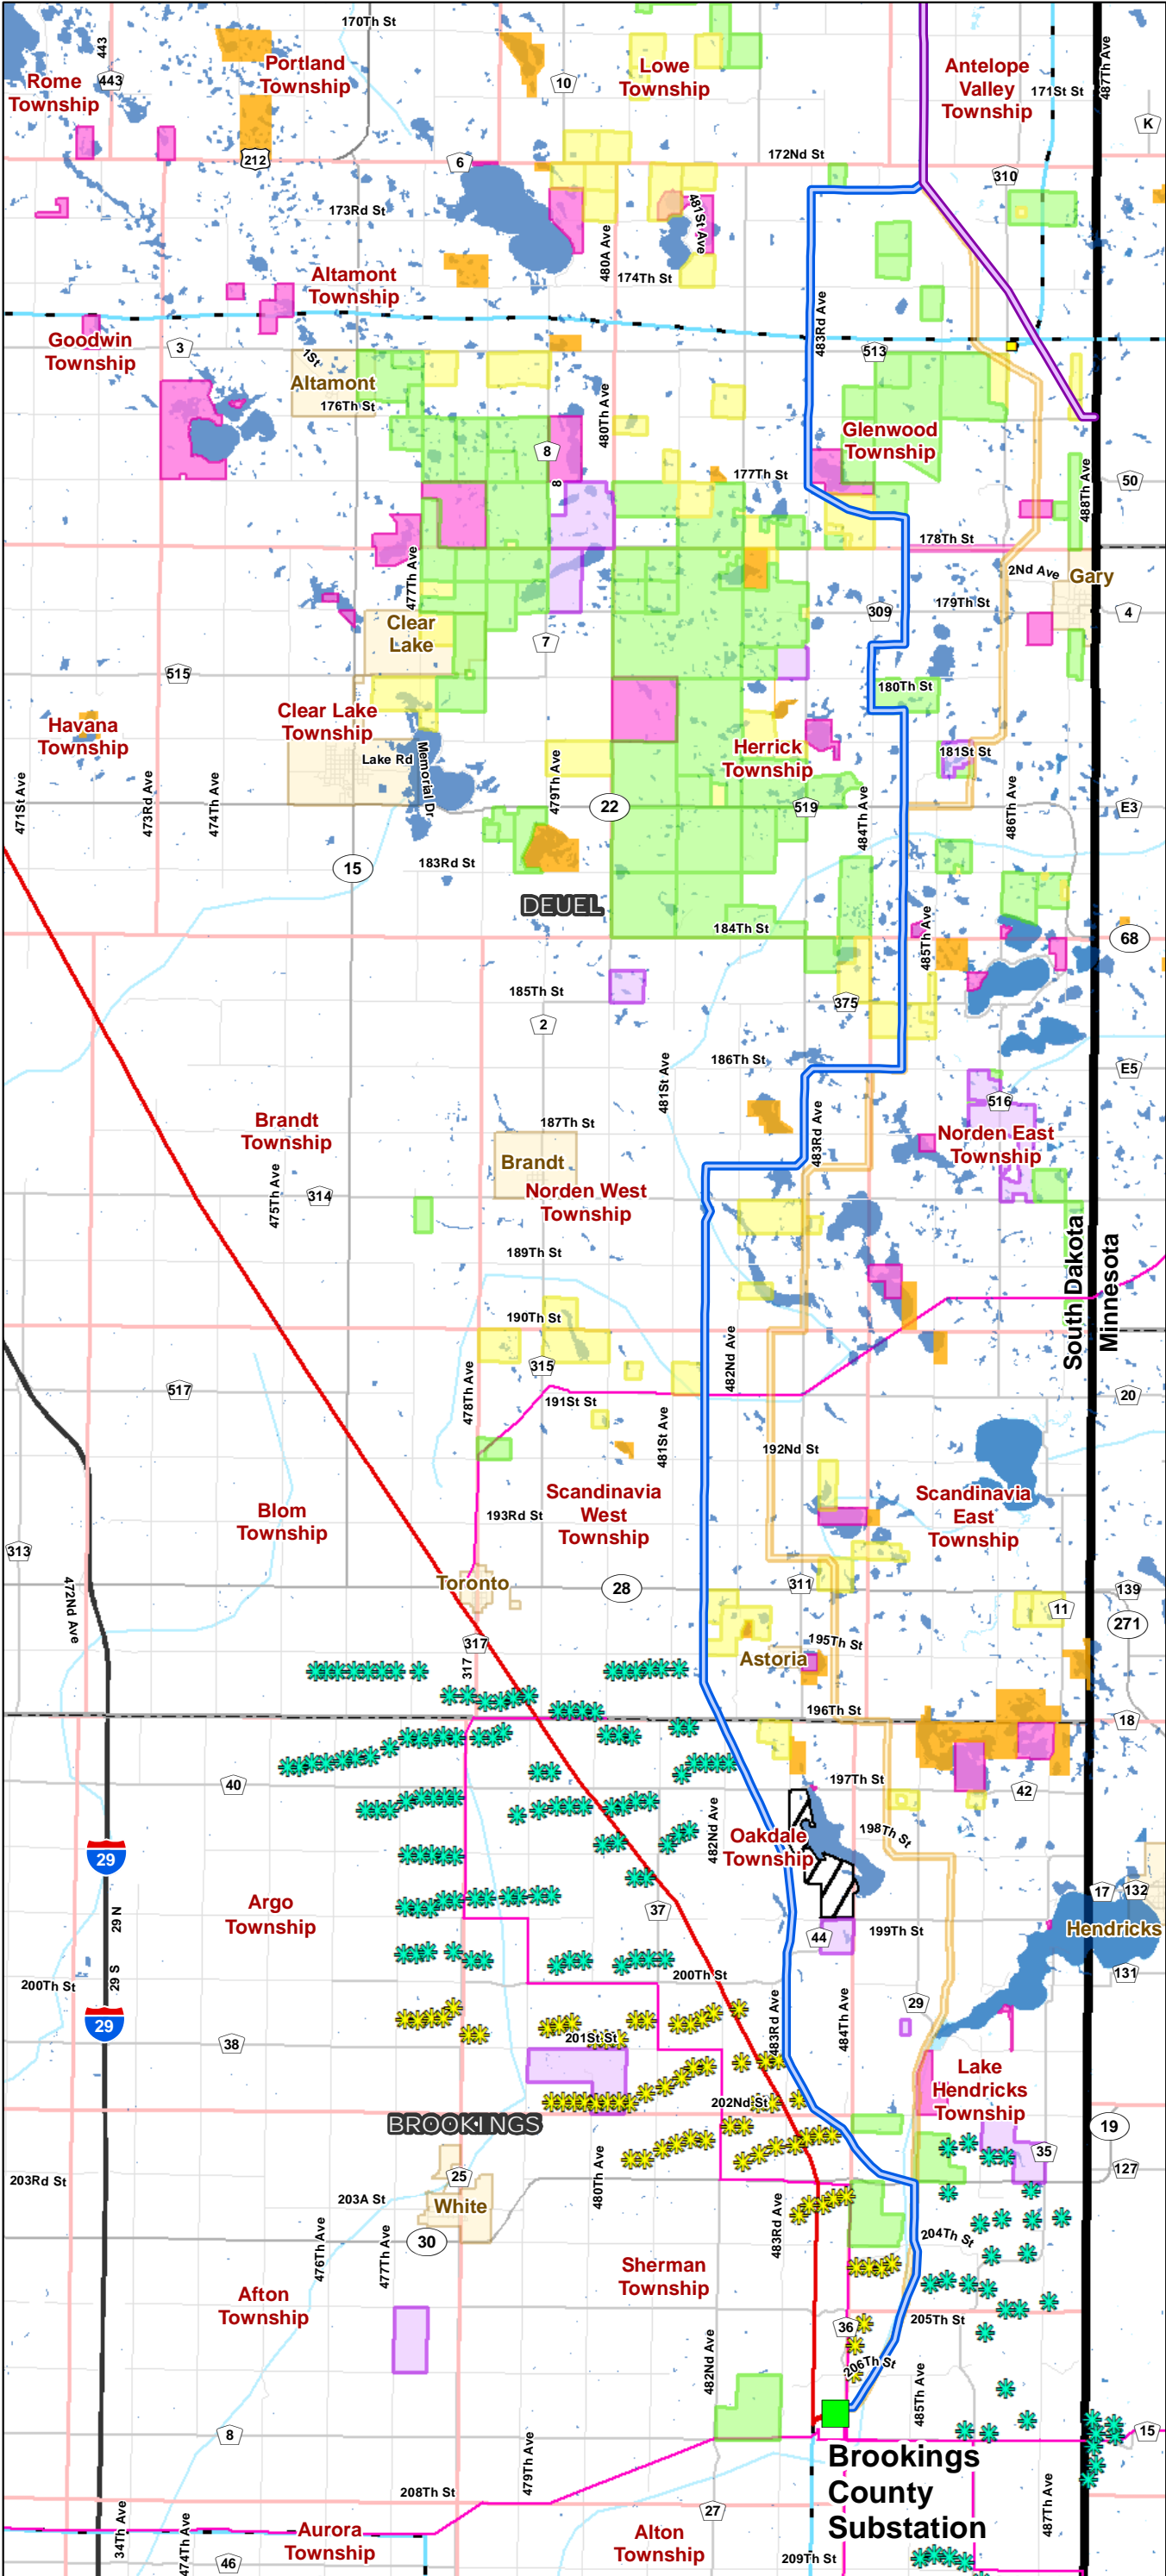 170Th St
443
487Th Ave
Rome
Township
443
Portland
Township
10
Lowe
Township
Antelope
Valley
Township
171St St
K
212
6
172Nd St
310
173Rd St
481St Ave
480A Ave
174Th St
Altamont
Township
Goodwin
Township
3
1St
483Rd Ave
513
Altamont
176Th St
480Th Ave
Glenwood
Township
8
8
177Th St
488Th Ave
50
178Th St
477Th Ave
2Nd Ave
Gary
Clear
Lake
309
179Th St
4
7
515
180Th St
Clear Lake
Township
Havana
Township
Lake Rd
Memorial Dr
Herrick
Township
181St St
471St Ave
473Rd Ave
474Th Ave
479Th Ave
22
519
484Th Ave
486Th Ave
E3
15
183Rd St
DEUEL
184Th St
485Th Ave
68
185Th St
375
2
186Th St
481St Ave
E5
516
Brandt
Township
187Th St
483Rd Ave
Norden East
Township
Brandt
475Th Ave
314
Norden West
Township
South Dakota
Minnesota
189Th St
190Th St
315
482Nd Ave
517
478Th Ave
191St St
20
481St Ave
192Nd St
Blom
Township
193Rd St
Scandinavia
West
Township
Scandinavia
East
Township
313
Toronto
472Nd Ave
28
311
139
11
271
317
317
195Th St
Astoria
196Th St
18
40
197Th St
42
482Nd Ave
Oakdale
Township
198Th St
29
Argo
Township
37
17
132
29 N
44
199Th St
Hendricks
200Th St
29 S
200Th St
131
29
483Rd Ave
484Th Ave
29
38
201St St
Lake
Hendricks
Township
202Nd St
BROOKINGS
19
35
203Rd St
25
480Th Ave
127
203A St
White
30
476Th Ave
477Th Ave
483Rd Ave
204Th St
Sherman
Township
Afton
Township
205Th St
36
482Nd Ave
206Th St
485Th Ave
8
15
479Th Ave
Brookings
County
Substation
208Th St
487Th Ave
27
34Th Ave
474Th Ave
Aurora
Township
Alton
Township
46
209Th St